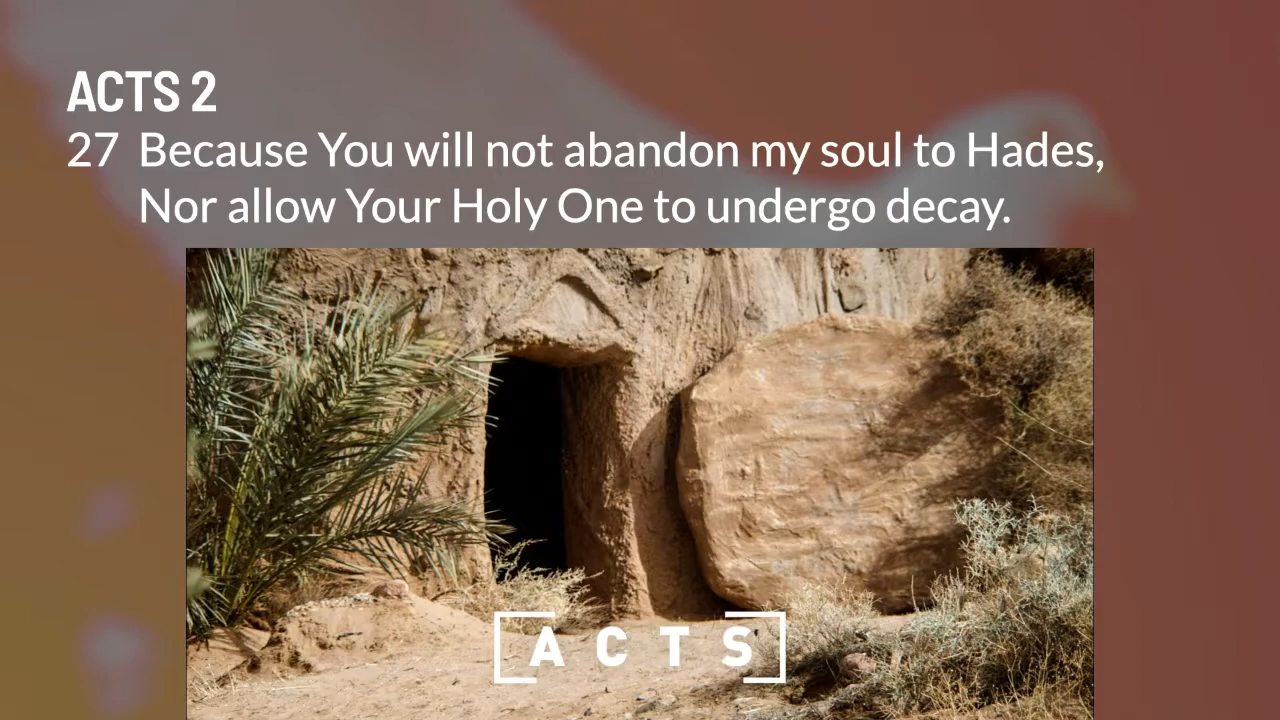 ACTS 2
27 Because You will not abandon my soul to Hades,
Nor allow Your Holy One to undergo decay.
ACTS